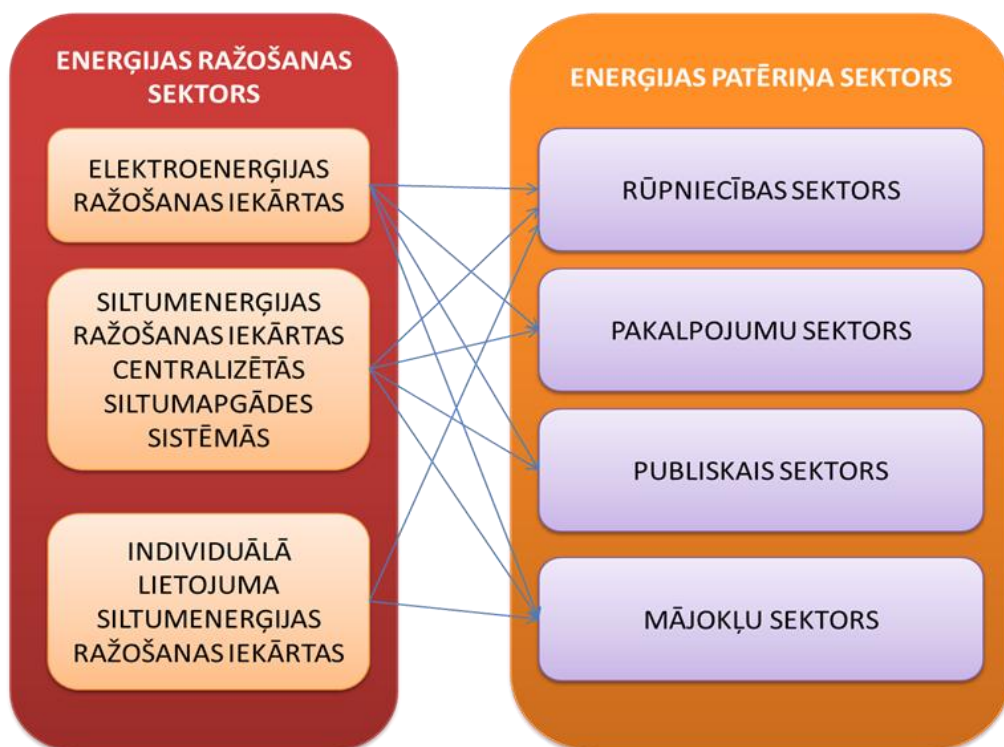 ENERĢIJAS RAŽOŠANAS
SEKTORS
ELEKTROENERĢIJAS
RAŽOŠANAS IEKĀRTAS
SILTUMENERĢIJAS
RAŽOŠANAS IEKĀRTAS
CENTRALIZĒTĀS
SILTUMAPGĀDES
SISTĒMĀS
INDIVIDUĀLĀ
LIETOJUMA
SILTUMENERĢIJAS
RAŽOŠANAS IEKĀRTAS
ENERĢIJAS PATĒRIŅA SEKTORS
RŪPNIECĪBAS SEKTORS
PAKALPOJUMU SEKTORS
PUBLISKAIS SEKTORS
MĀJOKĻU SEKTORS